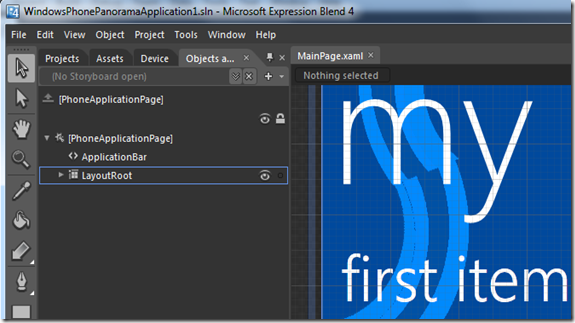 WindowsPhonePanoramaApplication1.sln - Microsoft Expression Blend 4
File Edit View Object Project Tools Window Help
Projects Assets Device Objects a... MainPage.xaml ×
(No Storyboard open)
Nothing selected
[PhoneApplicationPage]
[PhoneApplicationPage]
ApplicationBar
LayoutRoot
my
first item